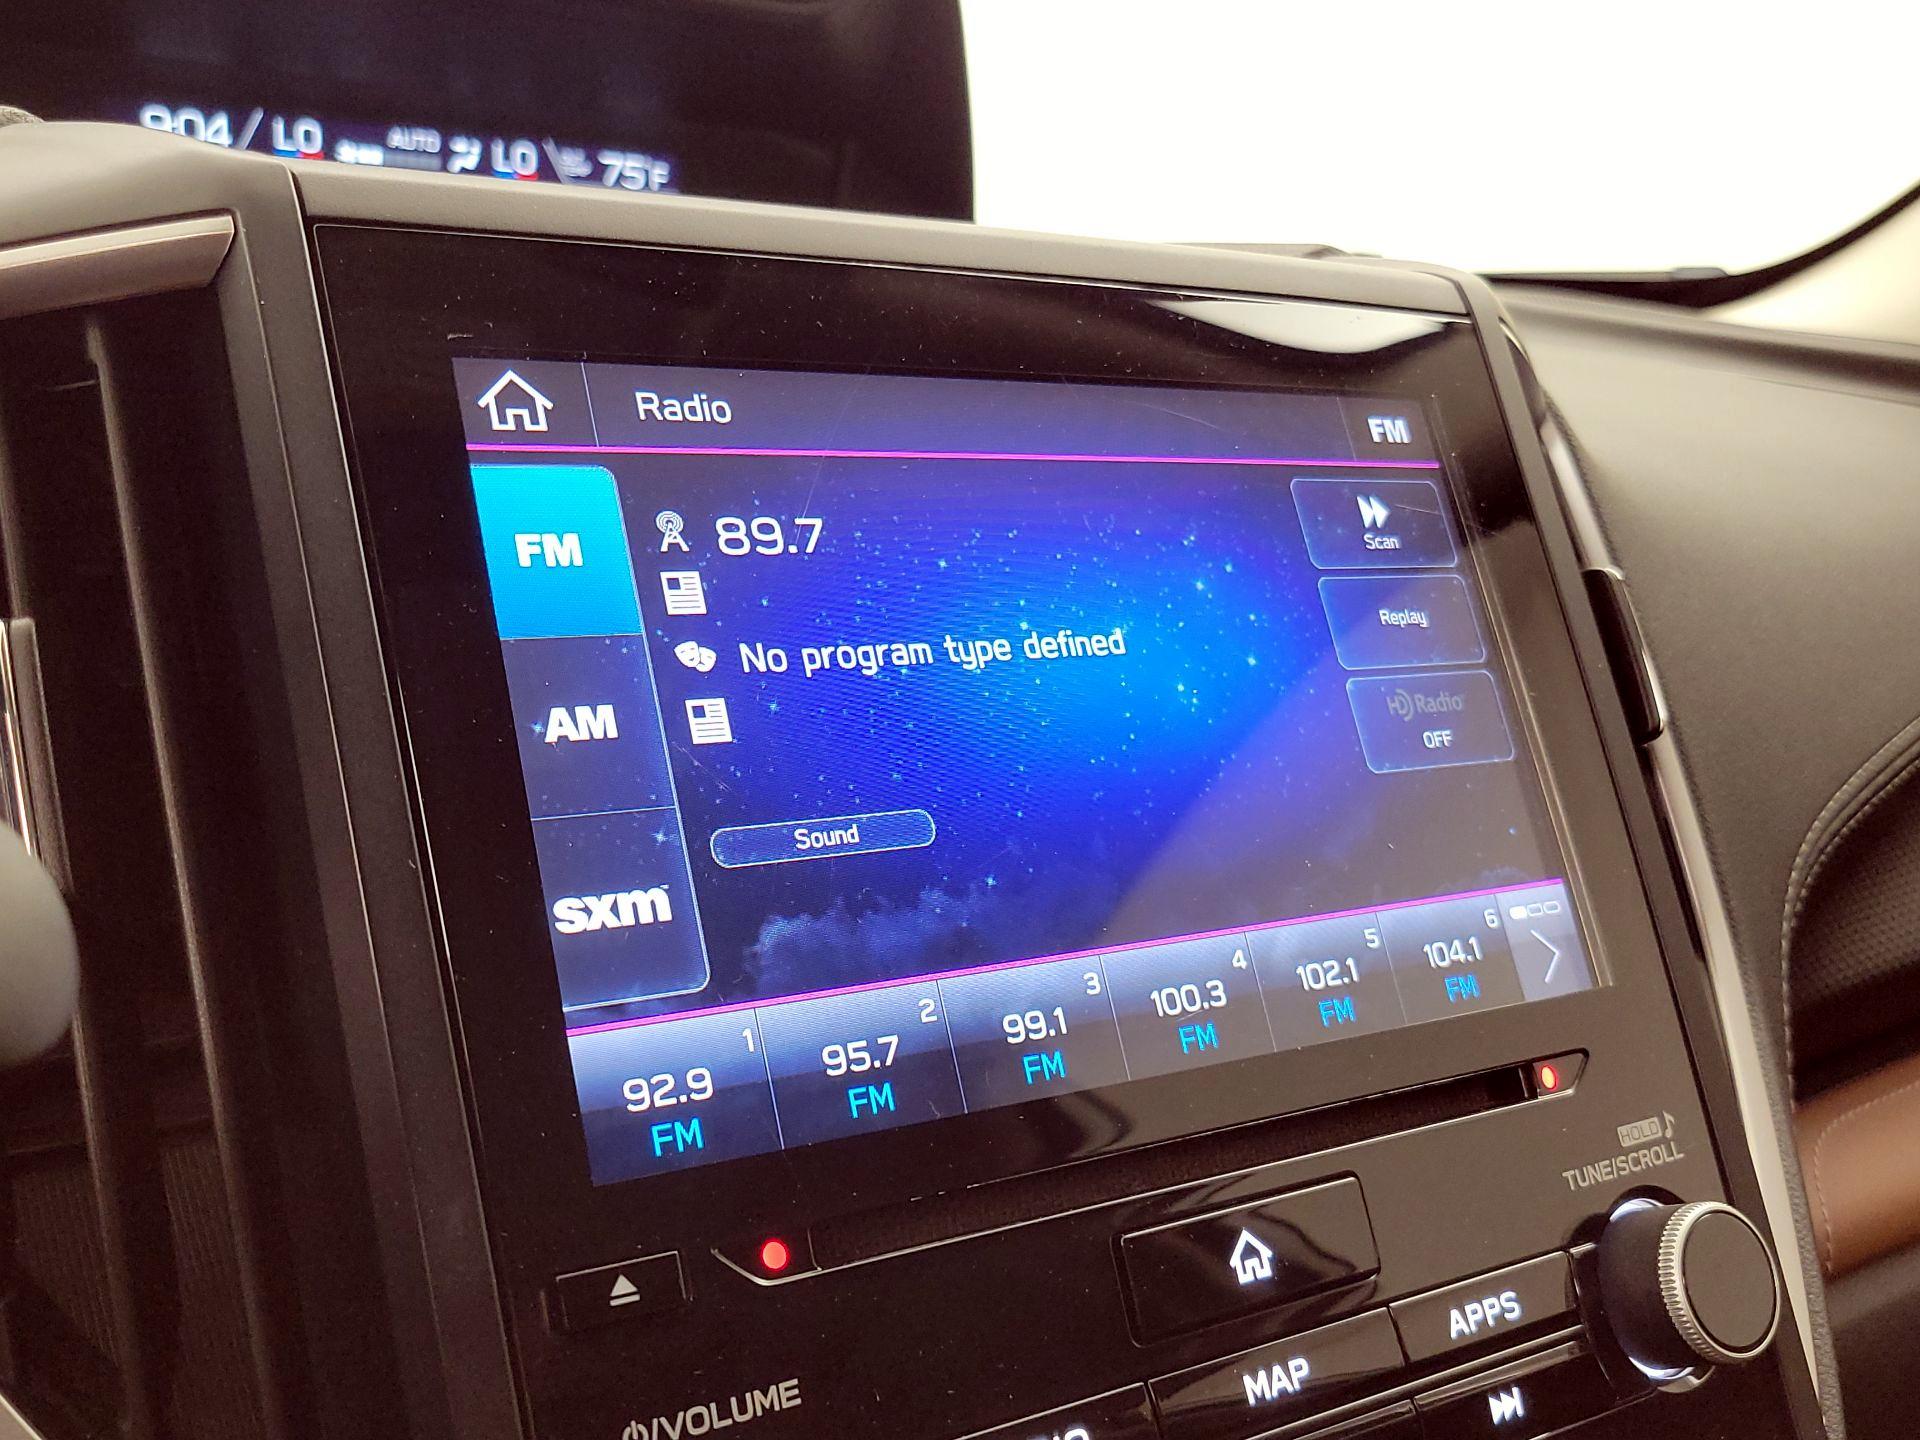 9:04 / LO AUTO LO 75°F
Radio
FM
FM
89.7
Scan
Replay
No program type defined
HD Radio
OFF
AM
Sound
sxm
1 2 3 4 5 6
92.9 95.7 99.1 100.3 102.1 104.1
FM FM FM FM FM FM
HOLD
TUNE/SCROLL
APPS
MAP
/VOLUME